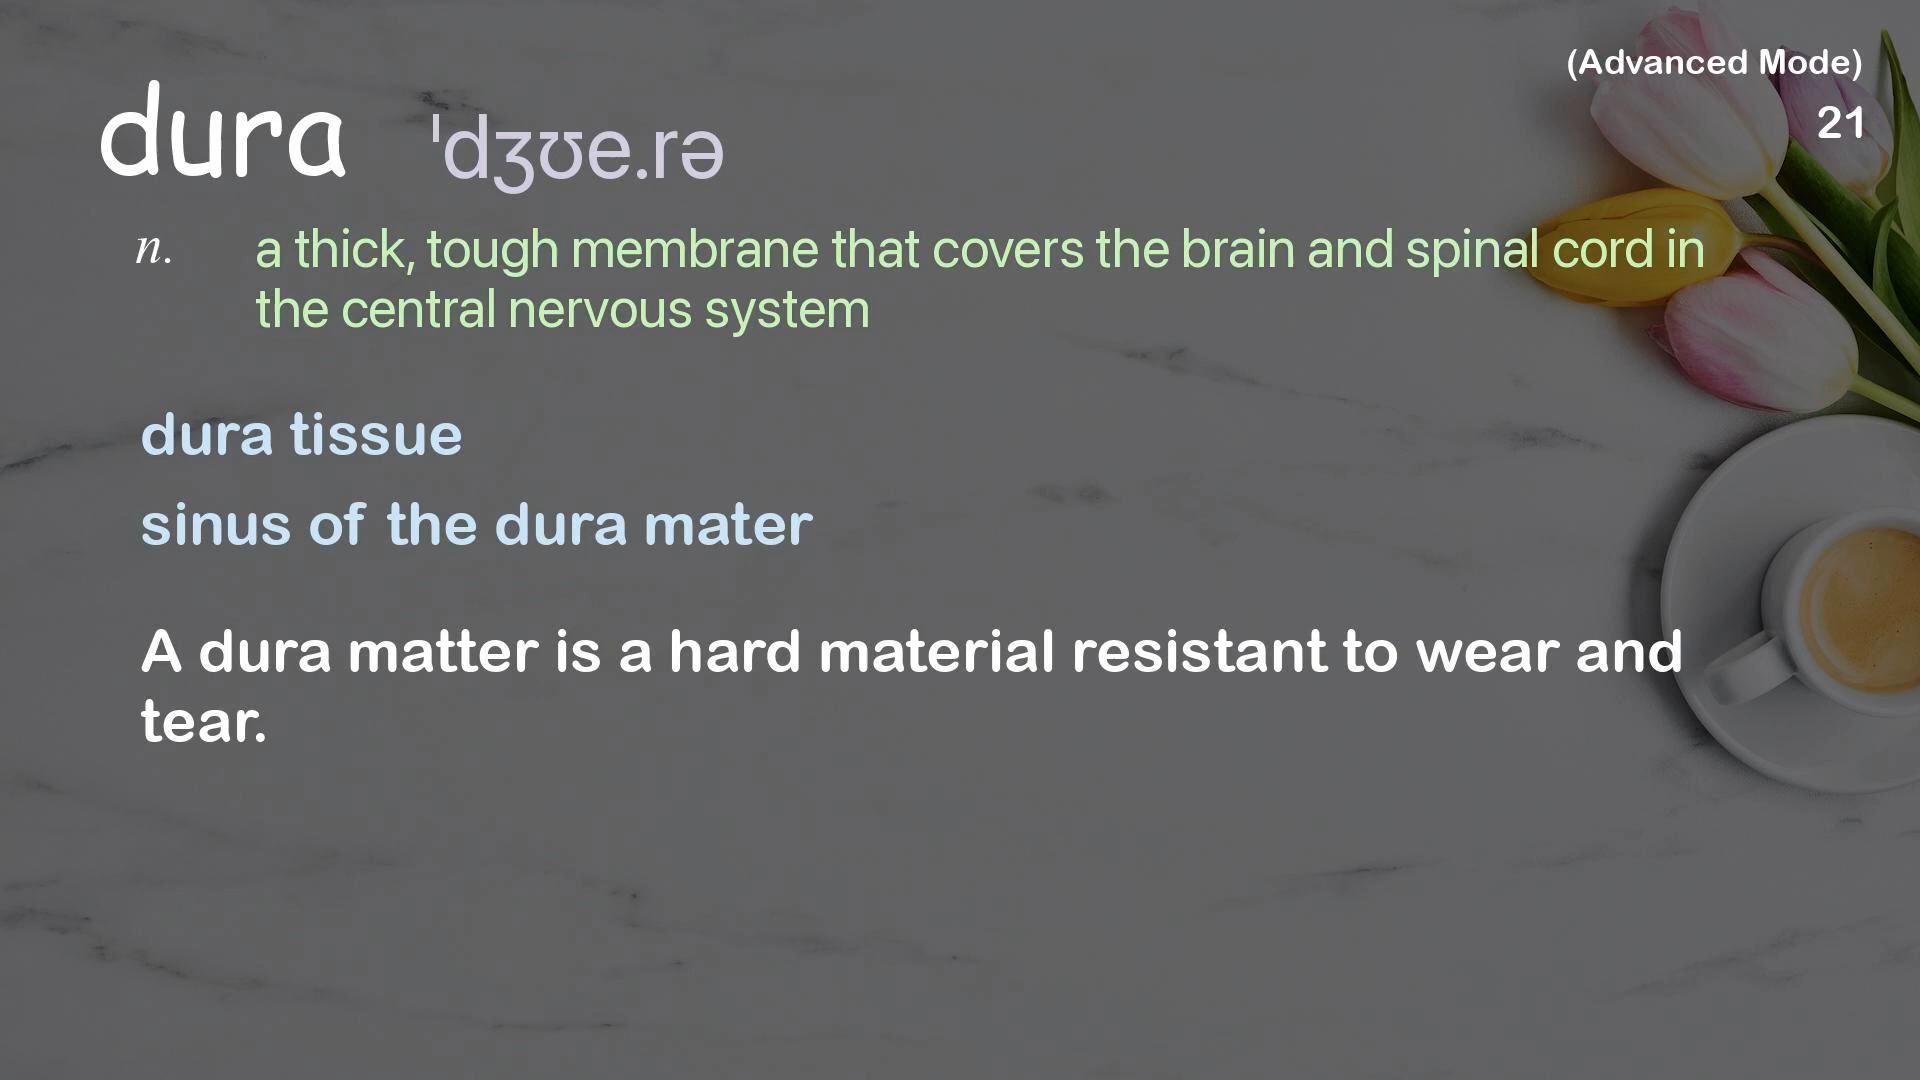 (Advanced Mode)
21
dura ˈdʒʊe.rə
n. a thick, tough membrane that covers the brain and spinal cord in
the central nervous system
dura tissue
sinus of the dura mater
A dura matter is a hard material resistant to wear and
tear.